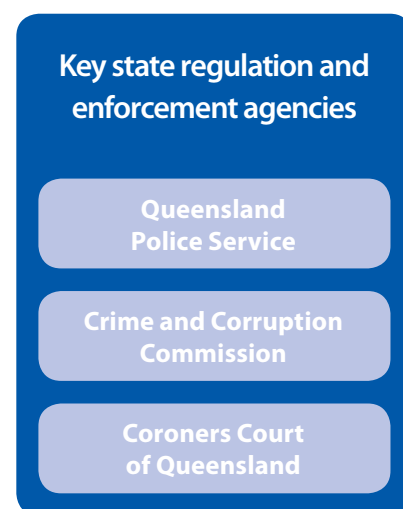 Key state regulation and
enforcement agencies
Queensland
Police Service
Crime and Corruption
Commission
Coroners Court
of Queensland